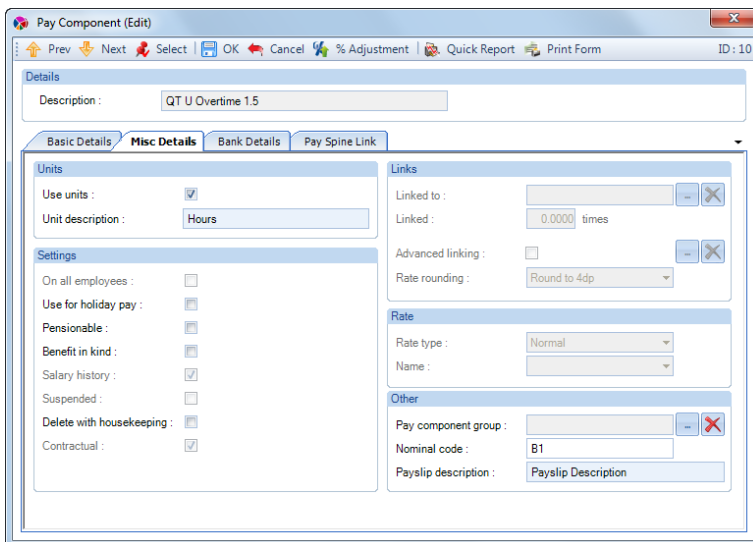 Pay Component (Edit)
Prev Next Select OK Cancel % Adjustment Quick Report Print Form ID : 10
Details
Description : QT U Overtime 1.5
Basic Details Misc Details Bank Details Pay Spine Link
Units
Use units :
Unit description : Hours
Settings
On all employees :
Use for holiday pay :
Pensionable :
Benefit in kind :
Salary history :
Suspended :
Delete with housekeeping :
Contractual :
Links
Linked to :
Linked : 0.0000 times
Advanced linking :
Rate rounding : Round to 4dp
Rate
Rate type : Normal
Name :
Other
Pay component group :
Nominal code : B1
Payslip description : Payslip Description